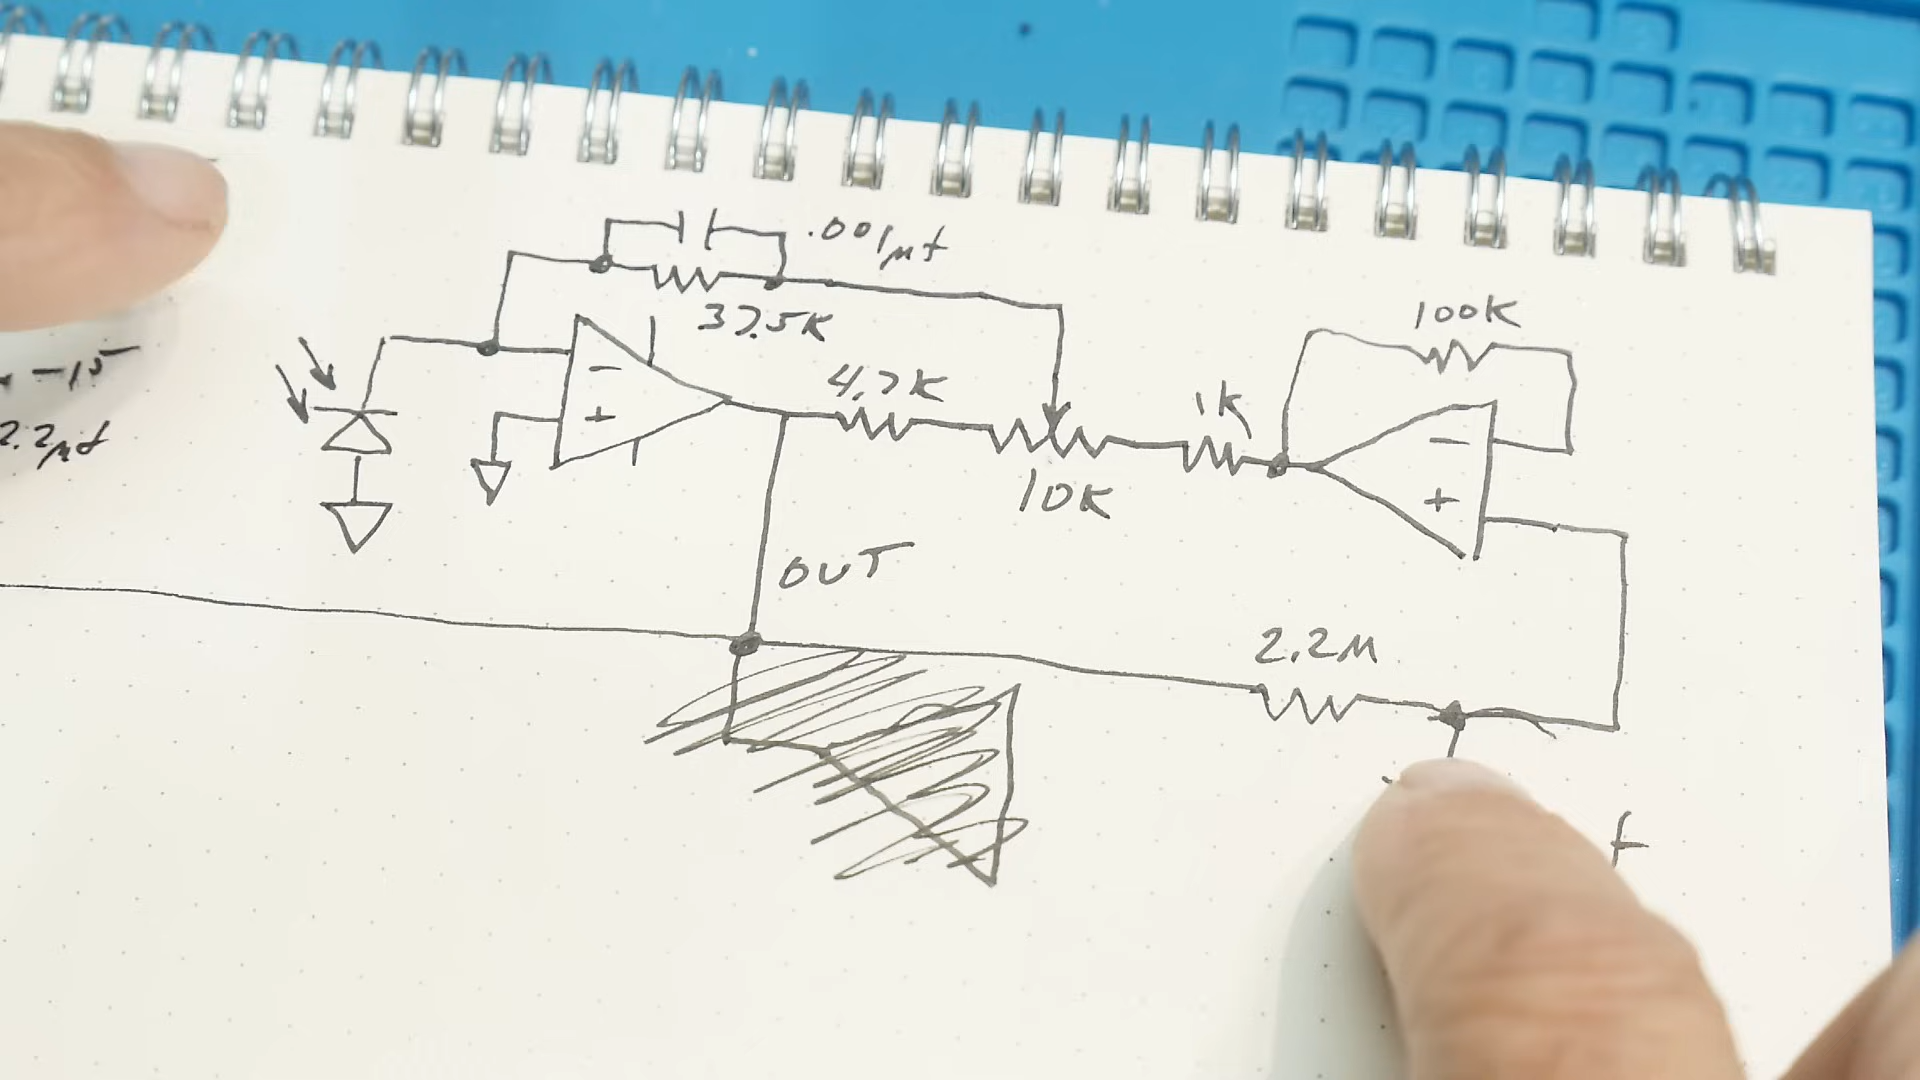 .001μf
37.5K
100K
4.7K
1K
-15
2.2μf
-
+
10K
-
+
OUT
2.2M
f